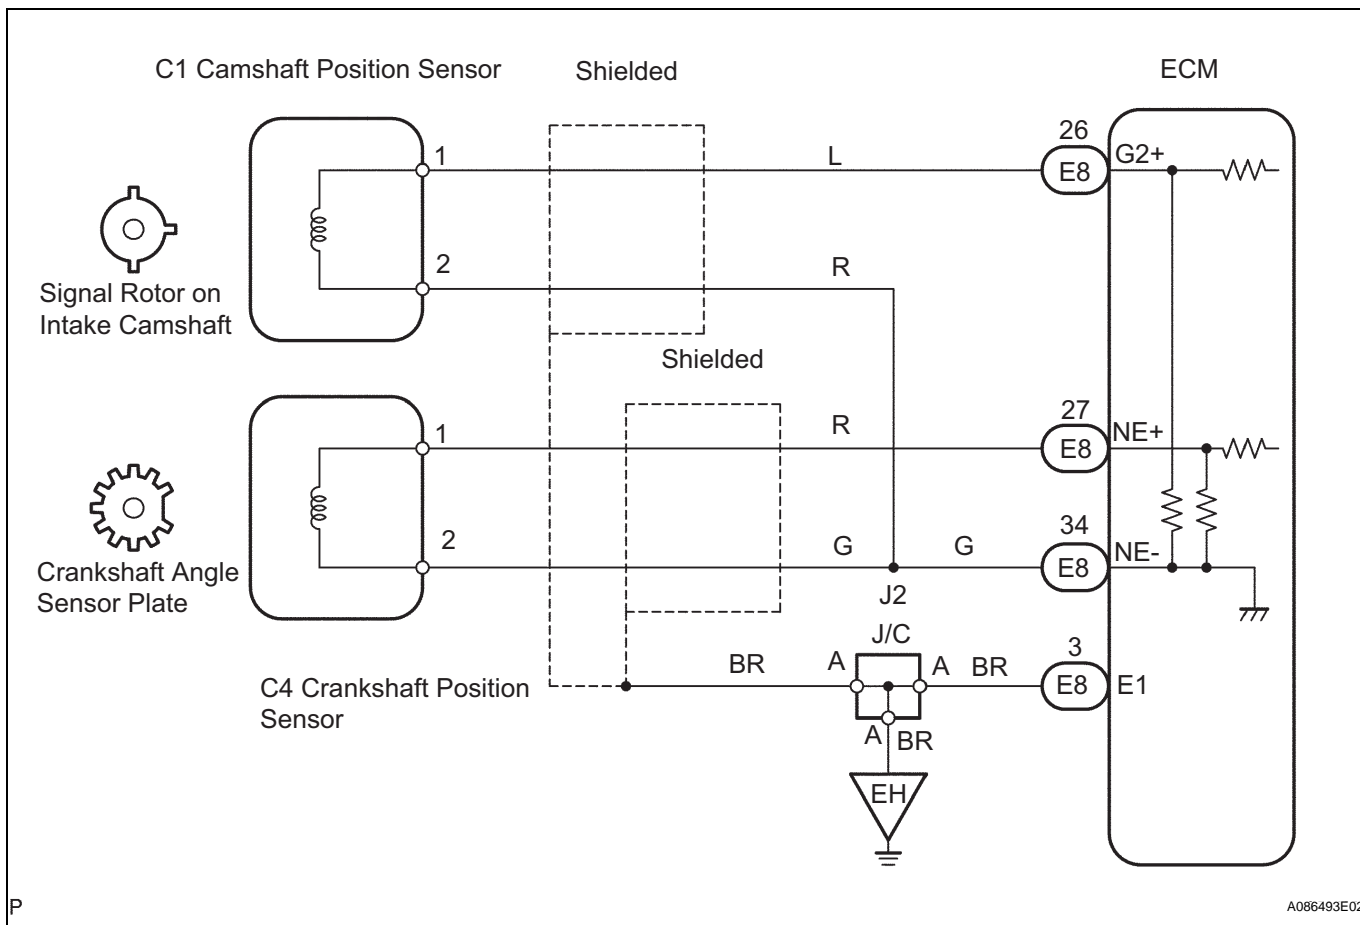 C1 Camshaft Position Sensor
Shielded
ECM
26
1
L
E8
G2+
2
R
Signal Rotor on
Intake Camshaft
Shielded
27
1
R
E8
NE+
34
2
G
G
E8
NE-
Crankshaft Angle
Sensor Plate
J2
J/C
3
BR
A
A
BR
E8
E1
C4 Crankshaft Position
Sensor
A
BR
EH
P
A086493E02